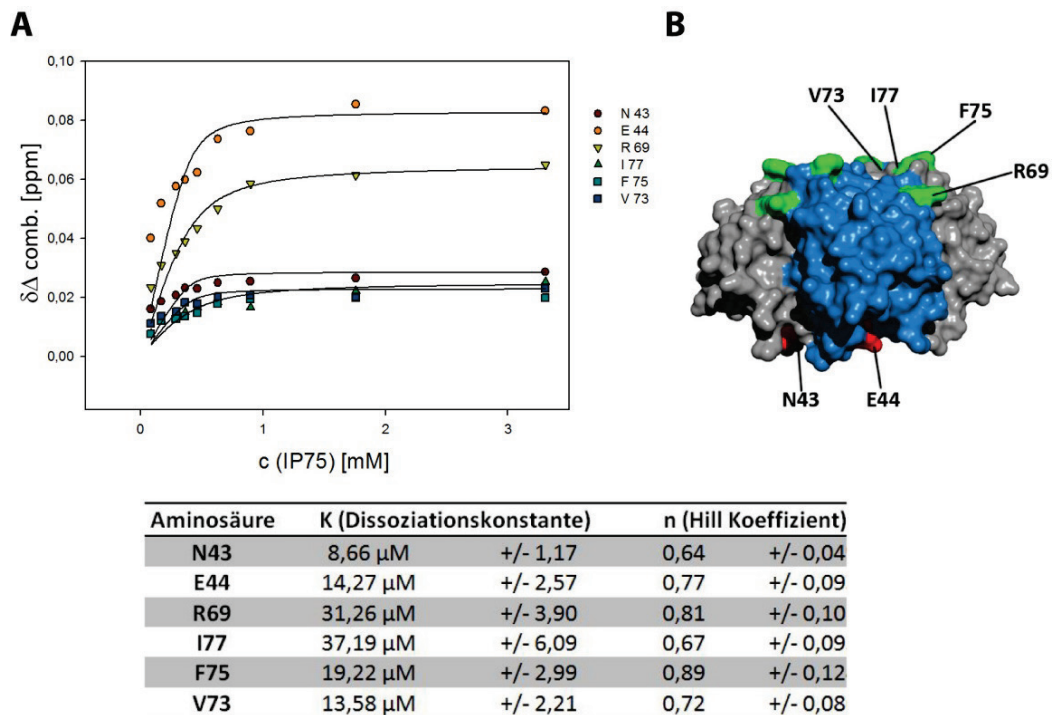 A
B
0,10
0,08
0,06
0,04
0,02
0,00
δΔ comb. [ppm]
0
1
2
3
c (IP75) [mM]
N 43
E 44
R 69
I 77
F 75
V 73
V73
I77
F75
R69
N43
E44
Aminosäure K (Dissoziationskonstante) n (Hill Koeffizient)
N43 8,66 µM +/- 1,17 0,64 +/- 0,04
E44 14,27 µM +/- 2,57 0,77 +/- 0,09
R69 31,26 µM +/- 3,90 0,81 +/- 0,10
I77 37,19 µM +/- 6,09 0,67 +/- 0,09
F75 19,22 µM +/- 2,99 0,89 +/- 0,12
V73 13,58 µM +/- 2,21 0,72 +/- 0,08